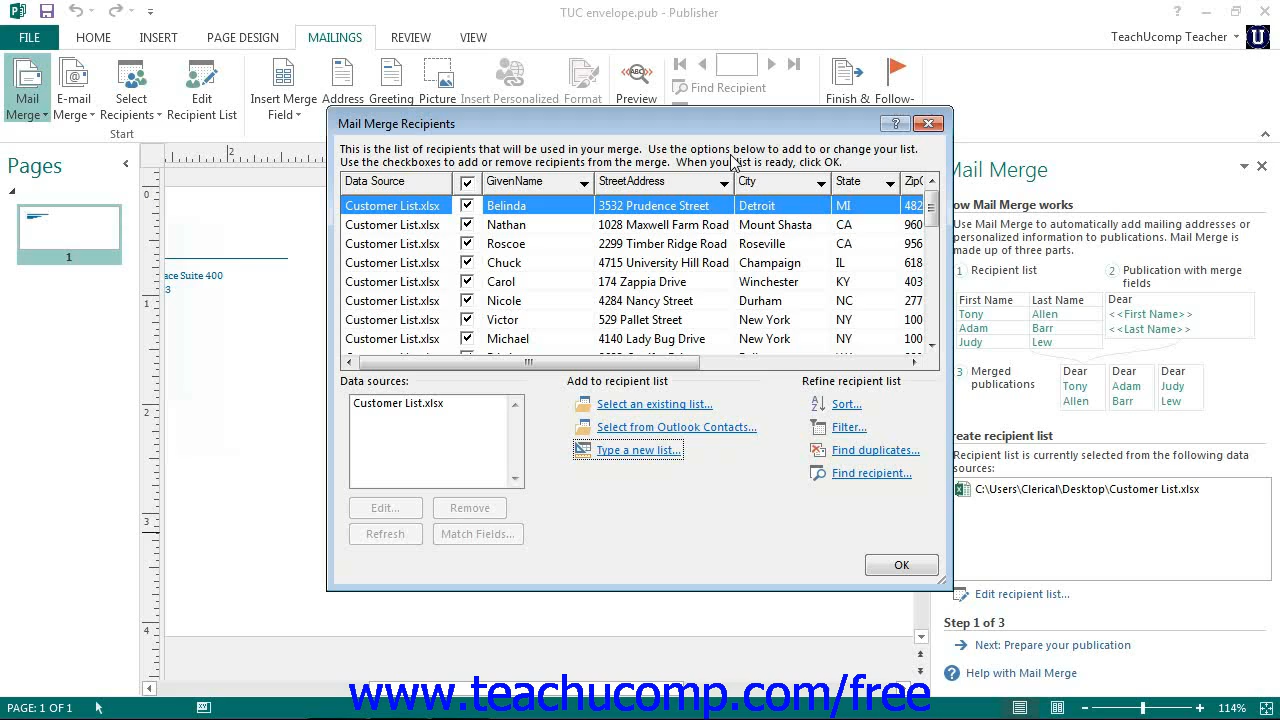 TUC envelope.pub - Publisher
FILE HOME INSERT PAGE DESIGN MAILINGS REVIEW VIEW
TeachUcomp Teacher
Mail Merge
E-mail Merge
Select Recipients
Edit Recipient List
Start
Insert Merge Field
Address
Greeting
Picture
Insert Personalized
Format
Preview
Find Recipient
Finish &
Follow-
Pages
1
ace Suite 400
3
2
0
1
2
3
4
Mail Merge Recipients
This is the list of recipients that will be used in your merge. Use the options below to add to or change your list.
Use the checkboxes to add or remove recipients from the merge. When your list is ready, click OK.
Data Source GivenName StreetAddress City State ZipC
Customer List.xlsx Belinda 3532 Prudence Street Detroit MI 482
Customer List.xlsx Nathan 1028 Maxwell Farm Road Mount Shasta CA 960
Customer List.xlsx Roscoe 2299 Timber Ridge Road Roseville CA 956
Customer List.xlsx Chuck 4715 University Hill Road Champaign IL 618
Customer List.xlsx Carol 174 Zappia Drive Winchester KY 403
Customer List.xlsx Nicole 4284 Nancy Street Durham NC 277
Customer List.xlsx Victor 529 Pallet Street New York NY 100
Customer List.xlsx Michael 4140 Lady Bug Drive New York NY 100
Data sources:
Customer List.xlsx
Edit...
Remove
Refresh
Match Fields...
Add to recipient list
Select an existing list...
Select from Outlook Contacts...
Type a new list...
Refine recipient list
Sort...
Filter...
Find duplicates...
Find recipient...
OK
Mail Merge
ow Mail Merge works
Use Mail Merge to automatically add mailing addresses or
personalized information to publications. Mail Merge is
made up of three parts.
1 Recipient list
2 Publication with merge
fields
First Name Last Name
Tony Allen
Adam Barr
Judy Lew
Dear
<<First Name>>
<<Last Name>>
3 Merged
publications
Dear Dear Dear
Tony Adam Judy
Allen Barr Lew
reate recipient list
Recipient list is currently selected from the following data
sources:
C:\Users\Clerical\Desktop\Customer List.xlsx
Edit recipient list...
Step 1 of 3
Next: Prepare your publication
Help with Mail Merge
www.teachucomp.com/free
PAGE: 1 OF 1
114%